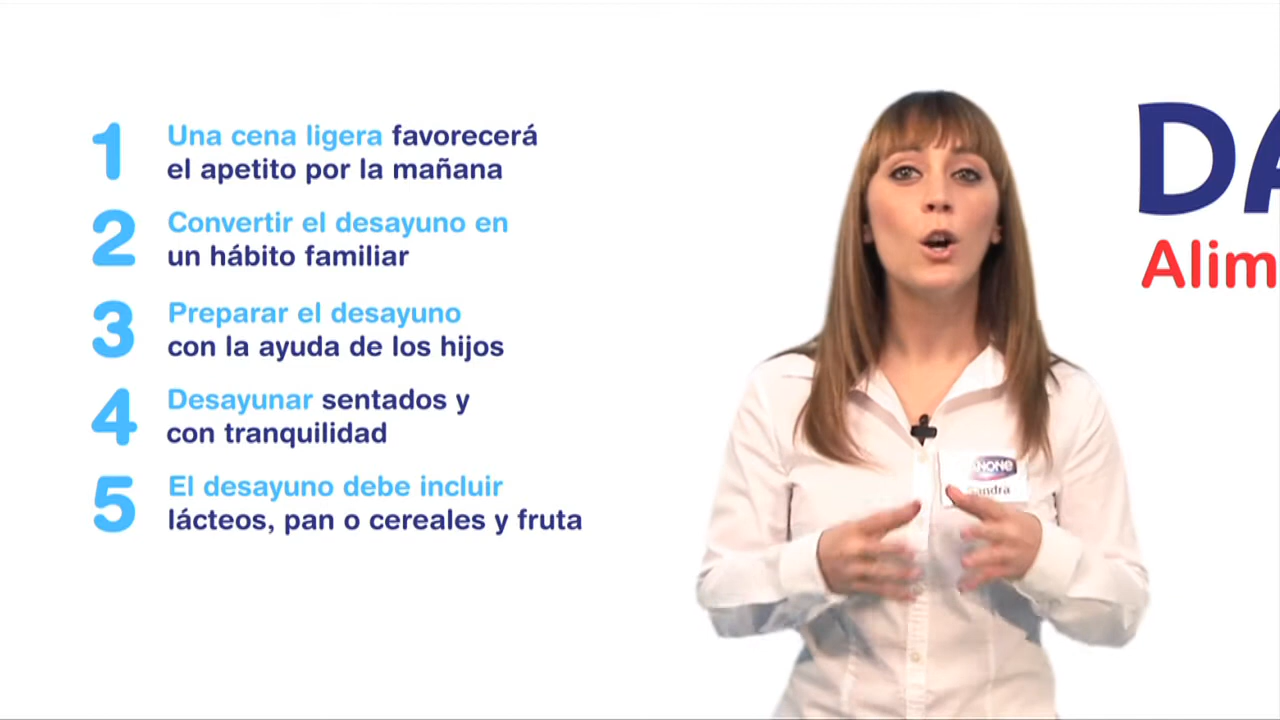 1 Una cena ligera favorecerá
el apetito por la mañana
2 Convertir el desayuno en
un hábito familiar
3 Preparar el desayuno
con la ayuda de los hijos
4 Desayunar sentados y
con tranquilidad
5 El desayuno debe incluir
lácteos, pan o cereales y fruta
DA
Alim
ANONE
Sandra